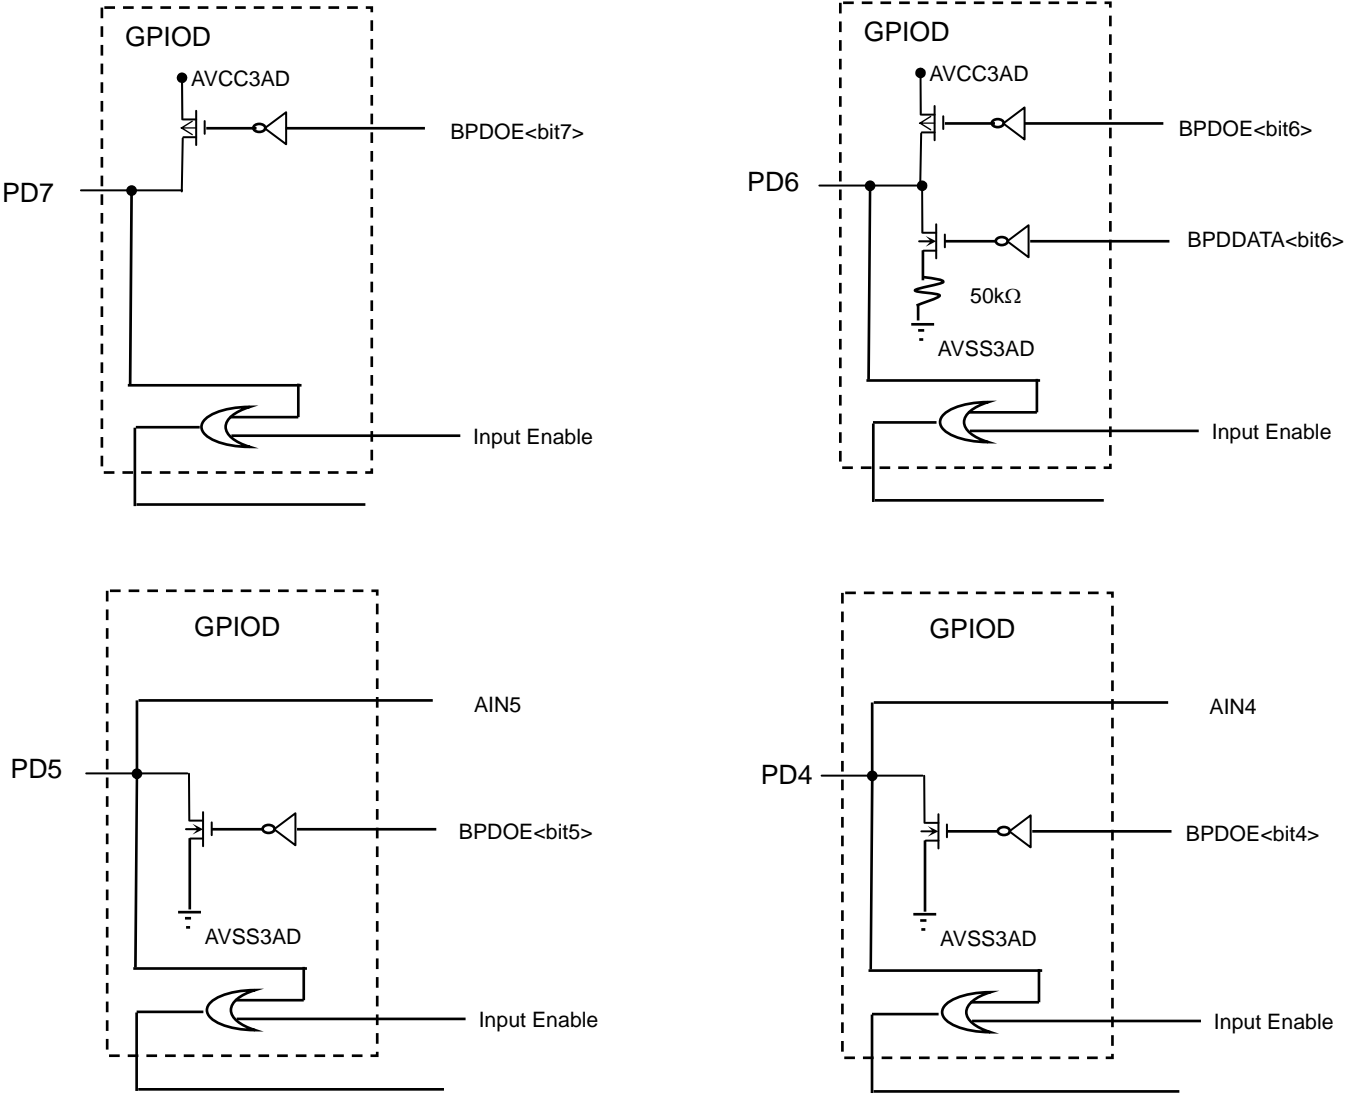 GPIOD
AVCC3AD
BPDOE<bit7>
PD7
Input Enable
GPIOD
AVCC3AD
BPDOE<bit6>
PD6
BPDDATA<bit6>
50kΩ
AVSS3AD
Input Enable
GPIOD
AIN5
PD5
BPDOE<bit5>
AVSS3AD
Input Enable
GPIOD
AIN4
PD4
BPDOE<bit4>
AVSS3AD
Input Enable